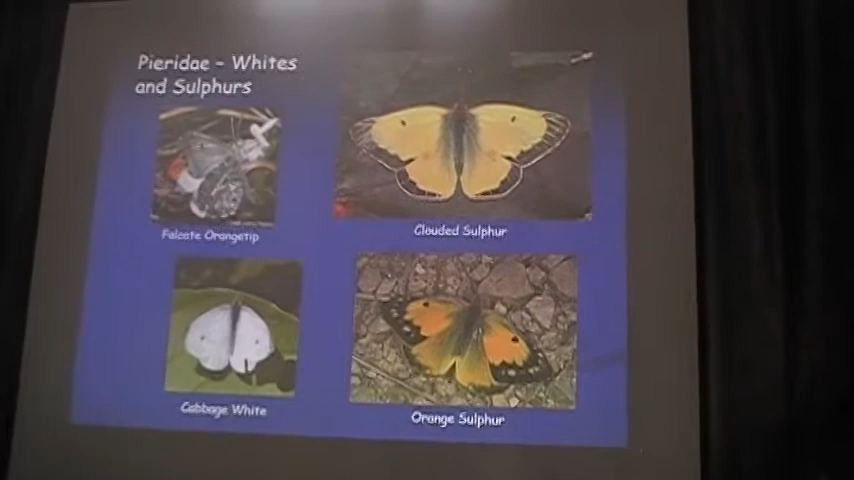 Pieridae - Whites
and Sulphurs
Falcate Orangetip
Clouded Sulphur
Cabbage White
Orange Sulphur